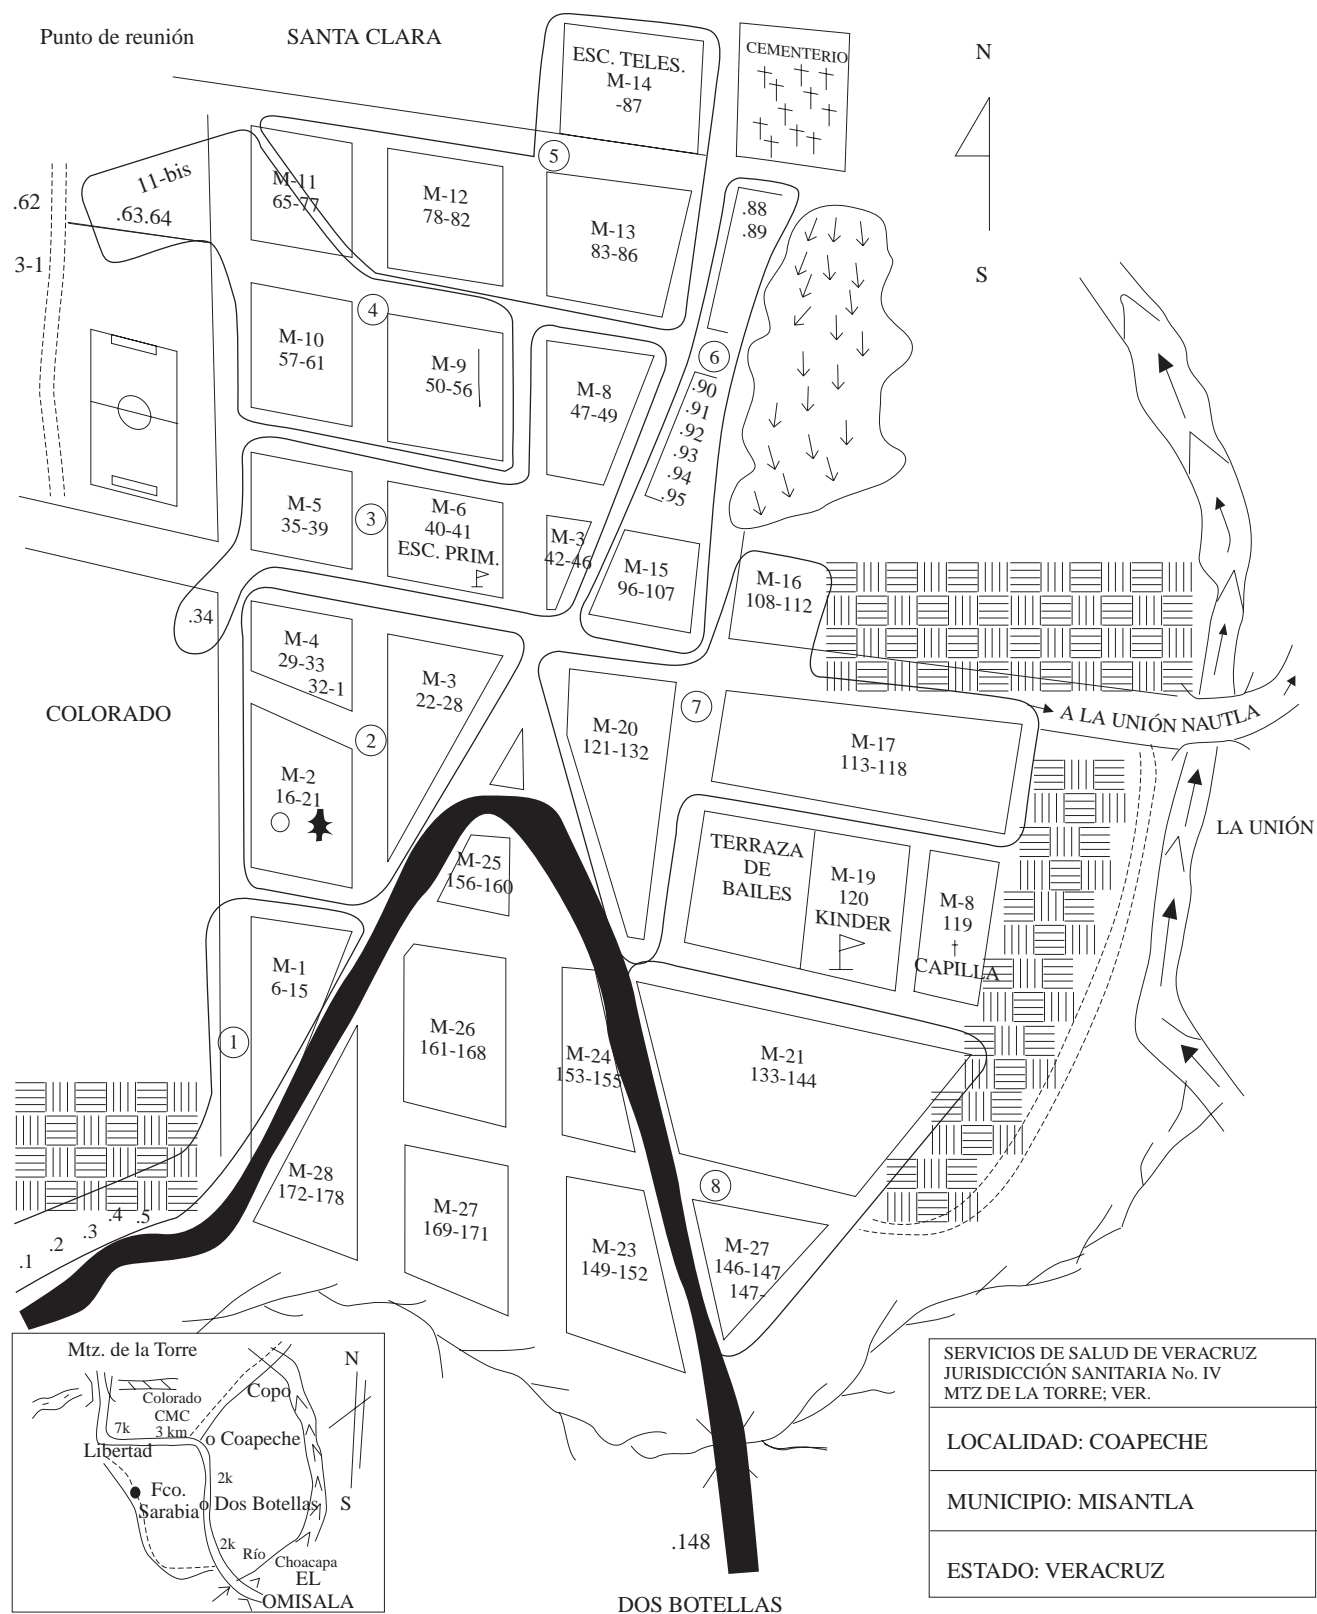 Punto de reunión
SANTA CLARA
ESC. TELES.
M-14
-87
CEMENTERIO
N
S
5
11-bis
.63.64
.62
3-1
M-11
65-77
M-12
78-82
M-13
83-86
.88
.89
4
M-10
57-61
M-9
50-56
M-8
47-49
6
.90
.91
.92
.93
.94
.95
M-5
35-39
3
M-6
40-41
ESC. PRIM.
M-3
42-46
M-15
96-107
M-16
108-112
.34
M-4
29-33
32-1
M-3
22-28
COLORADO
2
M-2
16-21
M-20
121-132
7
M-17
113-118
A LA UNIÓN NAUTLA
LA UNIÓN
M-25
156-160
TERRAZA
DE
BAILES
M-19
120
KINDER
M-8
119
CAPILLA
M-1
6-15
1
M-26
161-168
M-24
153-155
M-21
133-144
M-28
172-178
M-27
169-171
M-23
149-152
8
M-27
146-147
147-
.1
.2
.3
.4
.5
.148
DOS BOTELLAS
Mtz. de la Torre
N
Copo
Colorado
CMC
3 km
7k
Libertad
o Coapeche
2k
Fco.
Sarabia
o Dos Botellas
S
2k
Río
Choacapa
EL
OMISALA
SERVICIOS DE SALUD DE VERACRUZ
JURISDICCIÓN SANITARIA No. IV
MTZ DE LA TORRE; VER.
LOCALIDAD: COAPECHE
MUNICIPIO: MISANTLA
ESTADO: VERACRUZ